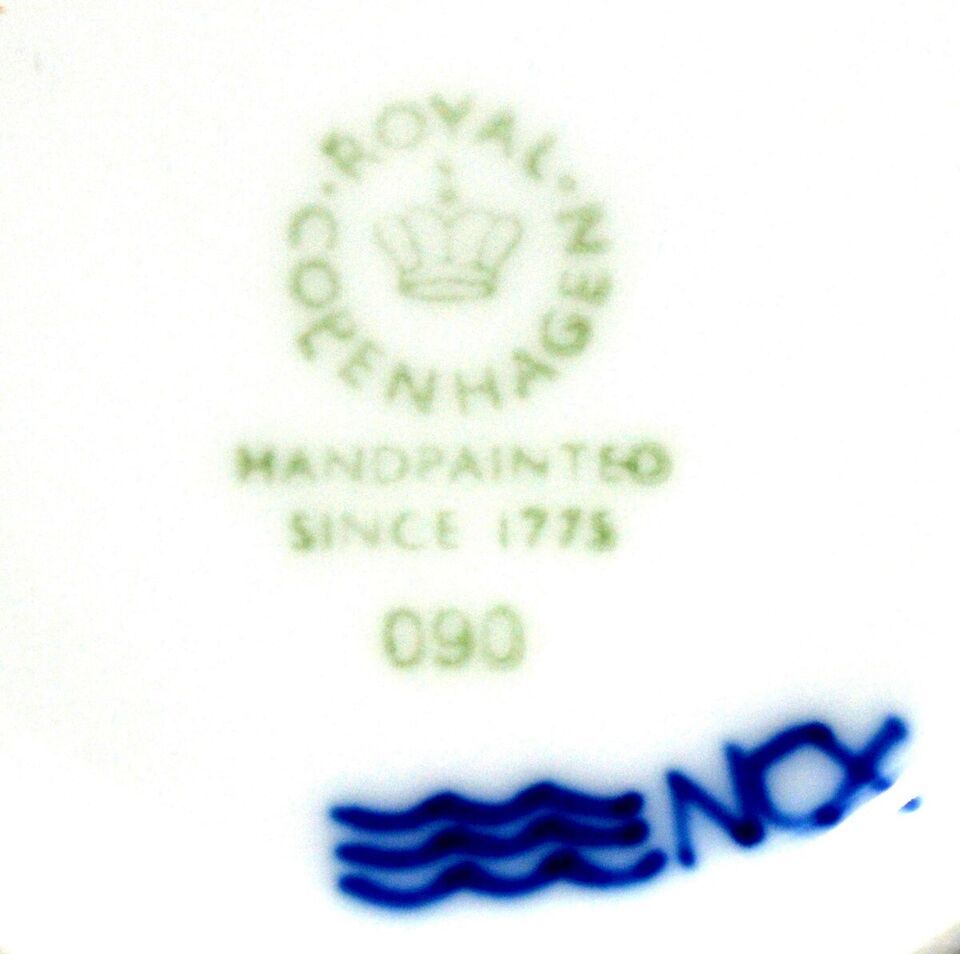 ROYAL
COPENHAGEN
HANDPAINTED
SINCE 1775
090